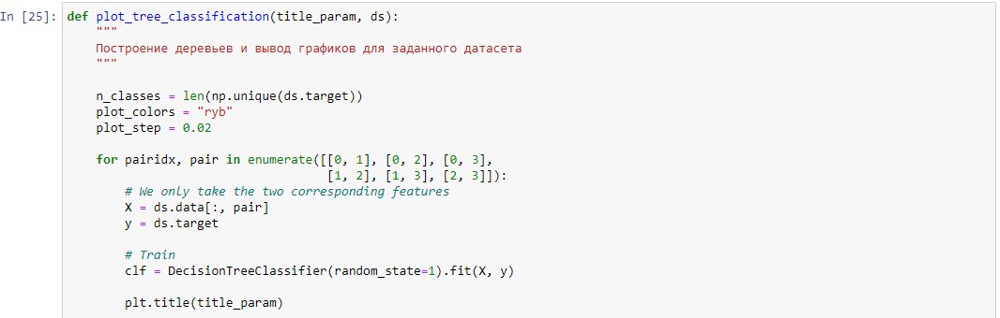 In [25]: def plot_tree_classification(title_param, ds):
"""
Построение деревьев и вывод графиков для заданного датасета
"""
n_classes = len(np.unique(ds.target))
plot_colors = "ryb"
plot_step = 0.02
for pairidx, pair in enumerate([[0, 1], [0, 2], [0, 3],
[1, 2], [1, 3], [2, 3]]):
# We only take the two corresponding features
X = ds.data[:, pair]
y = ds.target
# Train
clf = DecisionTreeClassifier(random_state=1).fit(X, y)
plt.title(title_param)